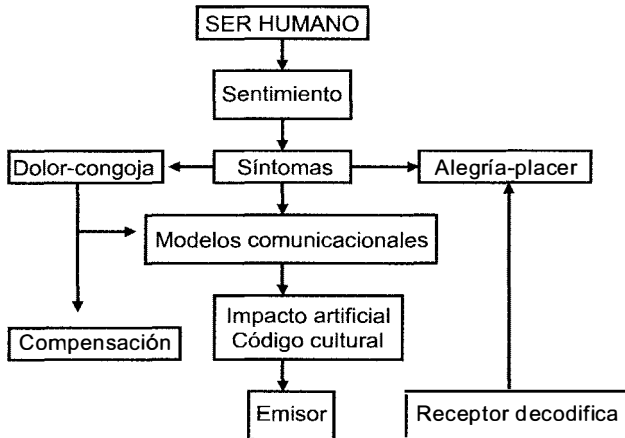 SER HUMANO
Sentimiento
Dolor-congoja
Síntomas
Alegría-placer
Modelos comunicacionales
Compensación
Impacto artificial
Código cultural
Emisor
Receptor decodifica